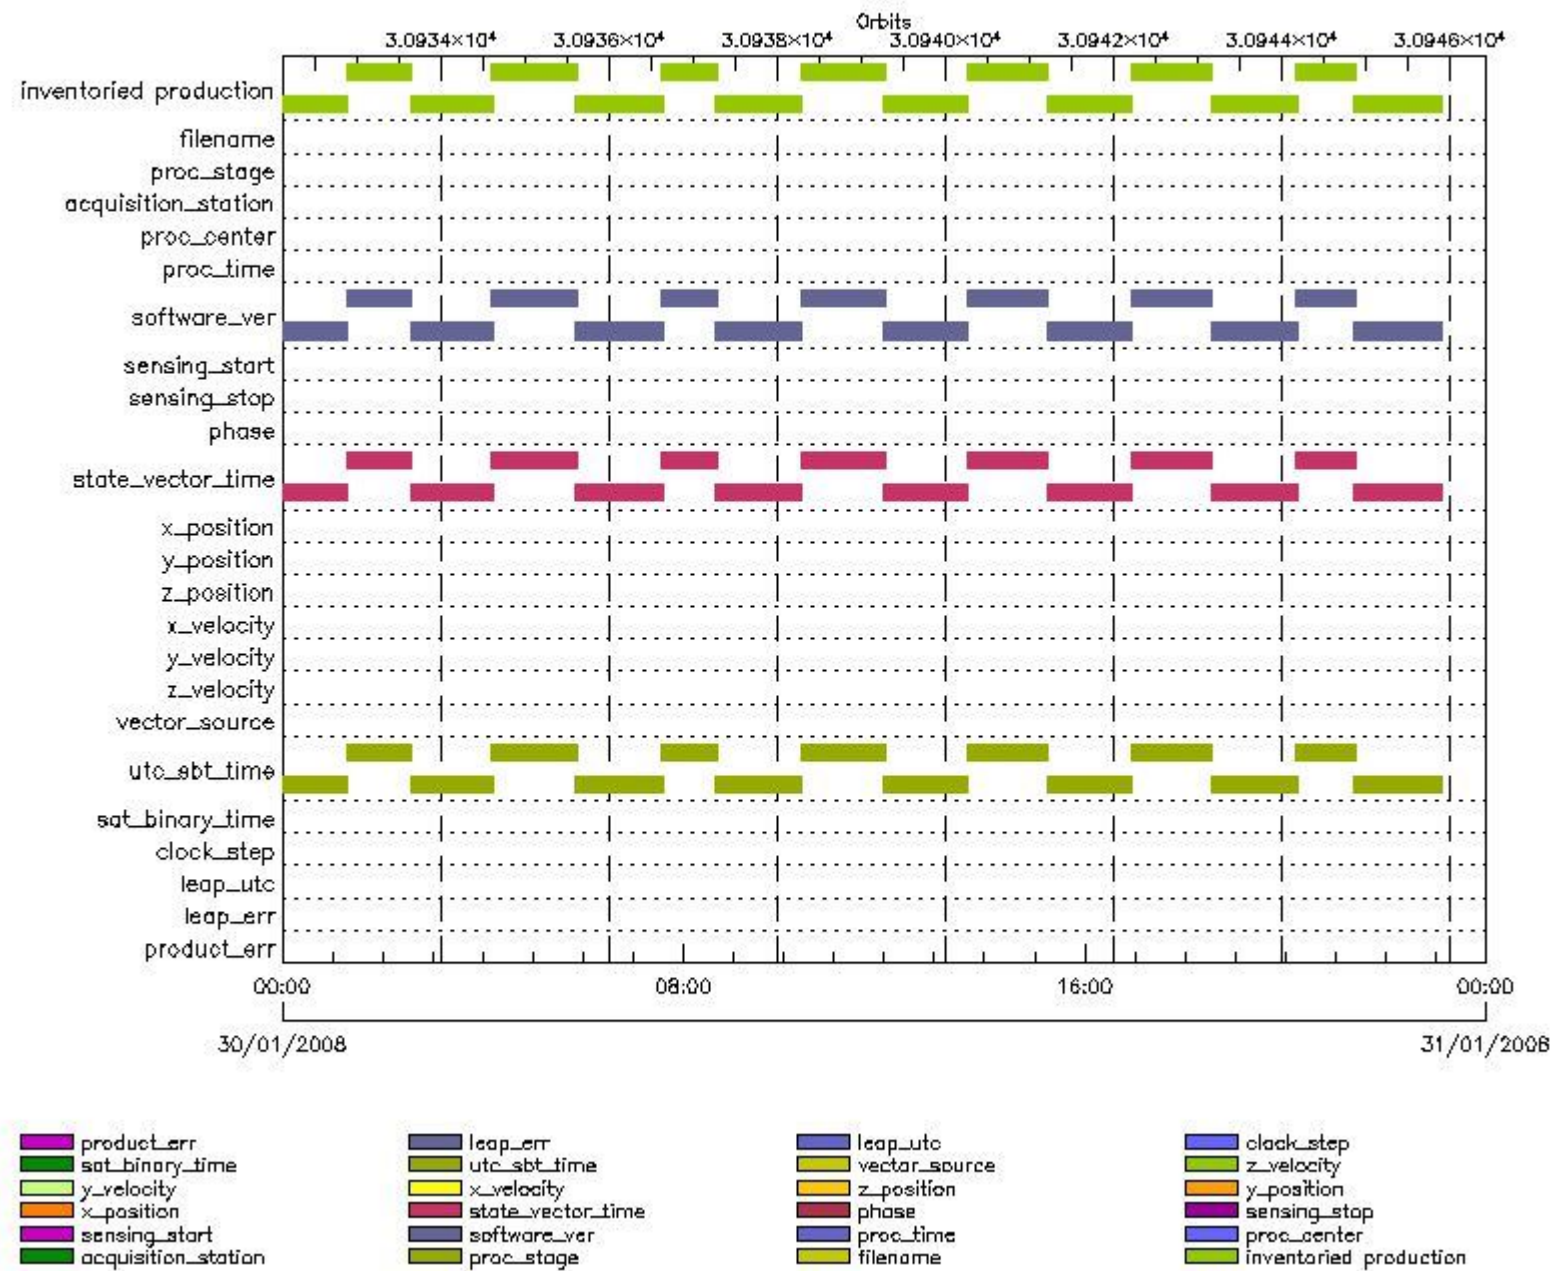 Orbits
3.0934×10⁴ 3.0936×10⁴ 3.0938×10⁴ 3.0940×10⁴ 3.0942×10⁴ 3.0944×10⁴ 3.0946×10⁴
inventoried production
filename
proc_stage
acquisition_station
proc_center
proc_time
software_ver
sensing_start
sensing_stop
phase
state_vector_time
x_position
y_position
z_position
x_velocity
y_velocity
z_velocity
vector_source
utc_sbt_time
sat_binary_time
clock_step
leap_utc
leap_err
product_err
00:00 08:00 16:00 00:00
30/01/2008 31/01/2008
product_err leap_err leap_utc clock_step
sat_binary_time utc_sbt_time vector_source z_velocity
y_velocity x_velocity z_position y_position
x_position state_vector_time phase sensing_stop
sensing_start software_ver proc_time proc_center
acquisition_station proc_stage filename inventoried production